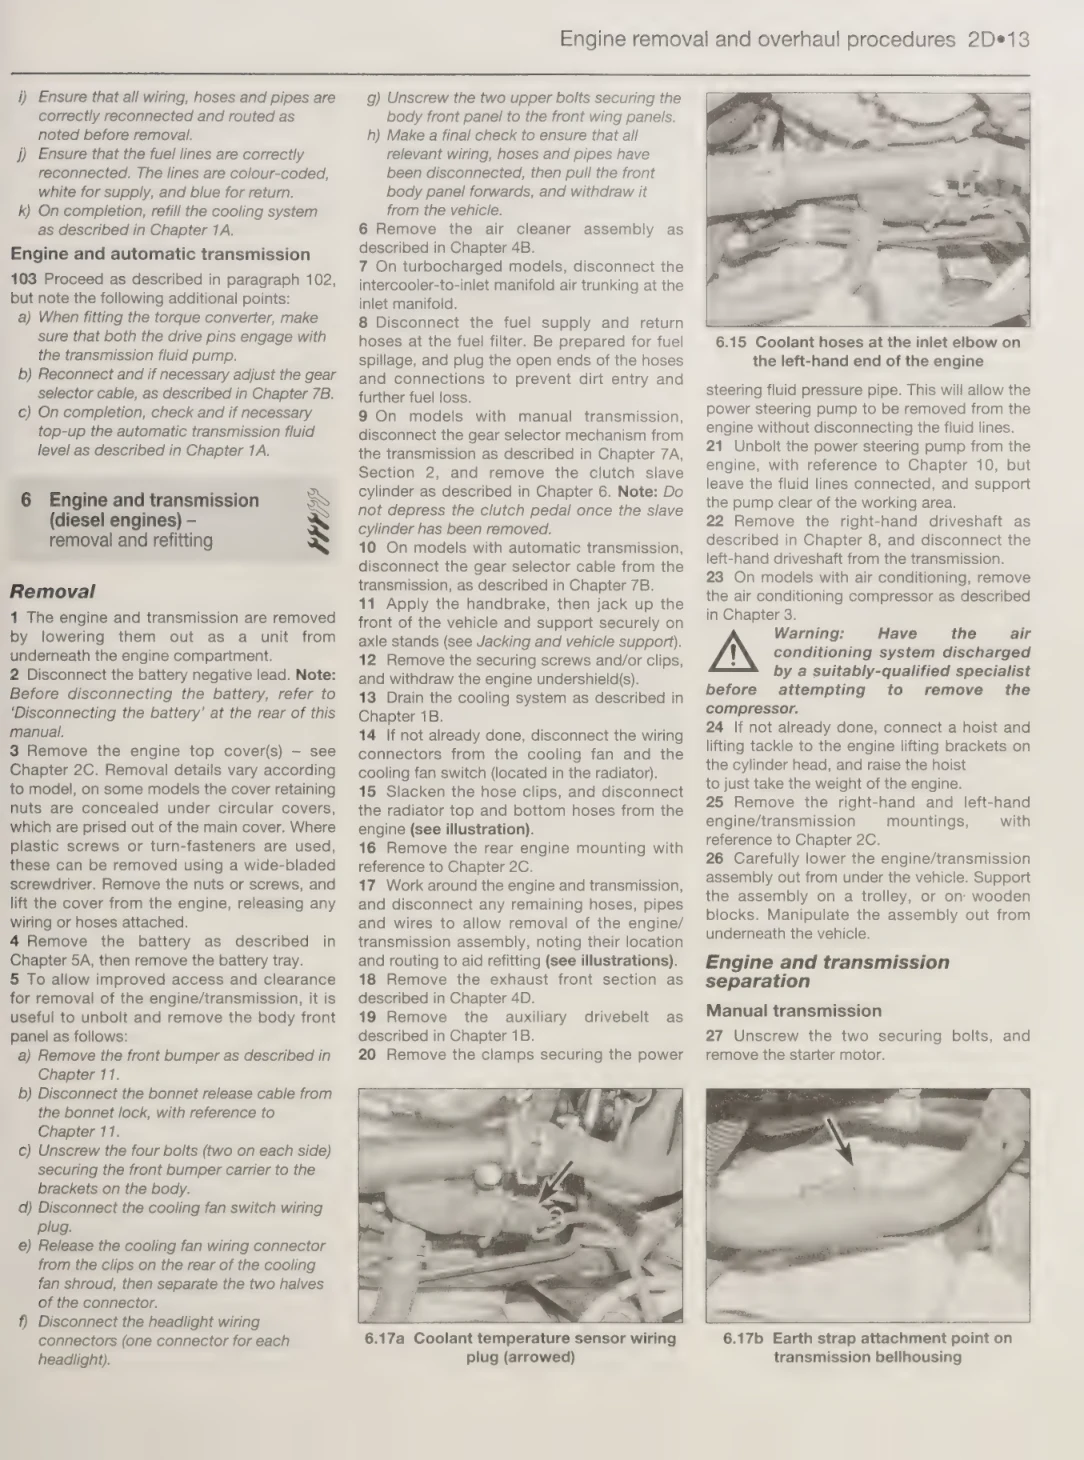 Engine removal and overhaul procedures 2D•13
i) Ensure that all wiring, hoses and pipes are
correctly reconnected and routed as
noted before removal.
j) Ensure that the fuel lines are correctly
reconnected. The lines are colour-coded,
white for supply, and blue for return.
k) On completion, refill the cooling system
as described in Chapter 1A.
Engine and automatic transmission
103 Proceed as described in paragraph 102,
but note the following additional points:
a) When fitting the torque converter, make
sure that both the drive pins engage with
the transmission fluid pump.
b) Reconnect and if necessary adjust the gear
selector cable, as described in Chapter 7B.
c) On completion, check and if necessary
top-up the automatic transmission fluid
level as described in Chapter 1A.
6 Engine and transmission
(diesel engines) –
removal and refitting
Removal
1 The engine and transmission are removed
by lowering them out as a unit from
underneath the engine compartment.
2 Disconnect the battery negative lead. Note:
Before disconnecting the battery, refer to
'Disconnecting the battery' at the rear of this
manual.
3 Remove the engine top cover(s) – see
Chapter 2C. Removal details vary according
to model, on some models the cover retaining
nuts are concealed under circular covers,
which are prised out of the main cover. Where
plastic screws or turn-fasteners are used,
these can be removed using a wide-bladed
screwdriver. Remove the nuts or screws, and
lift the cover from the engine, releasing any
wiring or hoses attached.
4 Remove the battery as described in
Chapter 5A, then remove the battery tray.
5 To allow improved access and clearance
for removal of the engine/transmission, it is
useful to unbolt and remove the body front
panel as follows:
a) Remove the front bumper as described in
Chapter 11.
b) Disconnect the bonnet release cable from
the bonnet lock, with reference to
Chapter 11.
c) Unscrew the four bolts (two on each side)
securing the front bumper carrier to the
brackets on the body.
d) Disconnect the cooling fan switch wiring
plug.
e) Release the cooling fan wiring connector
from the clips on the rear of the cooling
fan shroud, then separate the two halves
of the connector.
f) Disconnect the headlight wiring
connectors (one connector for each
headlight).
g) Unscrew the two upper bolts securing the
body front panel to the front wing panels.
h) Make a final check to ensure that all
relevant wiring, hoses and pipes have
been disconnected, then pull the front
body panel forwards, and withdraw it
from the vehicle.
6 Remove the air cleaner assembly as
described in Chapter 4B.
7 On turbocharged models, disconnect the
intercooler-to-inlet manifold air trunking at the
inlet manifold.
8 Disconnect the fuel supply and return
hoses at the fuel filter. Be prepared for fuel
spillage, and plug the open ends of the hoses
and connections to prevent dirt entry and
further fuel loss.
9 On models with manual transmission,
disconnect the gear selector mechanism from
the transmission as described in Chapter 7A,
Section 2, and remove the clutch slave
cylinder as described in Chapter 6. Note: Do
not depress the clutch pedal once the slave
cylinder has been removed.
10 On models with automatic transmission,
disconnect the gear selector cable from the
transmission, as described in Chapter 7B.
11 Apply the handbrake, then jack up the
front of the vehicle and support securely on
axle stands (see Jacking and vehicle support).
12 Remove the securing screws and/or clips,
and withdraw the engine undershield(s).
13 Drain the cooling system as described in
Chapter 1B.
14 If not already done, disconnect the wiring
connectors from the cooling fan and the
cooling fan switch (located in the radiator).
15 Slacken the hose clips, and disconnect
the radiator top and bottom hoses from the
engine (see illustration).
16 Remove the rear engine mounting with
reference to Chapter 2C.
17 Work around the engine and transmission,
and disconnect any remaining hoses, pipes
and wires to allow removal of the engine/
transmission assembly, noting their location
and routing to aid refitting (see illustrations).
18 Remove the exhaust front section as
described in Chapter 4D.
19 Remove the auxiliary drivebelt as
described in Chapter 1B.
20 Remove the clamps securing the power
6.17a Coolant temperature sensor wiring
plug (arrowed)
6.15 Coolant hoses at the inlet elbow on
the left-hand end of the engine
steering fluid pressure pipe. This will allow the
power steering pump to be removed from the
engine without disconnecting the fluid lines.
21 Unbolt the power steering pump from the
engine, with reference to Chapter 10, but
leave the fluid lines connected, and support
the pump clear of the working area.
22 Remove the right-hand driveshaft as
described in Chapter 8, and disconnect the
left-hand driveshaft from the transmission.
23 On models with air conditioning, remove
the air conditioning compressor as described
in Chapter 3.
Warning: Have the air
conditioning system discharged
by a suitably-qualified specialist
before attempting to remove the
compressor.
24 If not already done, connect a hoist and
lifting tackle to the engine lifting brackets on
the cylinder head, and raise the hoist
to just take the weight of the engine.
25 Remove the right-hand and left-hand
engine/transmission mountings, with
reference to Chapter 2C.
26 Carefully lower the engine/transmission
assembly out from under the vehicle. Support
the assembly on a trolley, or on wooden
blocks. Manipulate the assembly out from
underneath the vehicle.
Engine and transmission
separation
Manual transmission
27 Unscrew the two securing bolts, and
remove the starter motor.
6.17b Earth strap attachment point on
transmission bellhousing